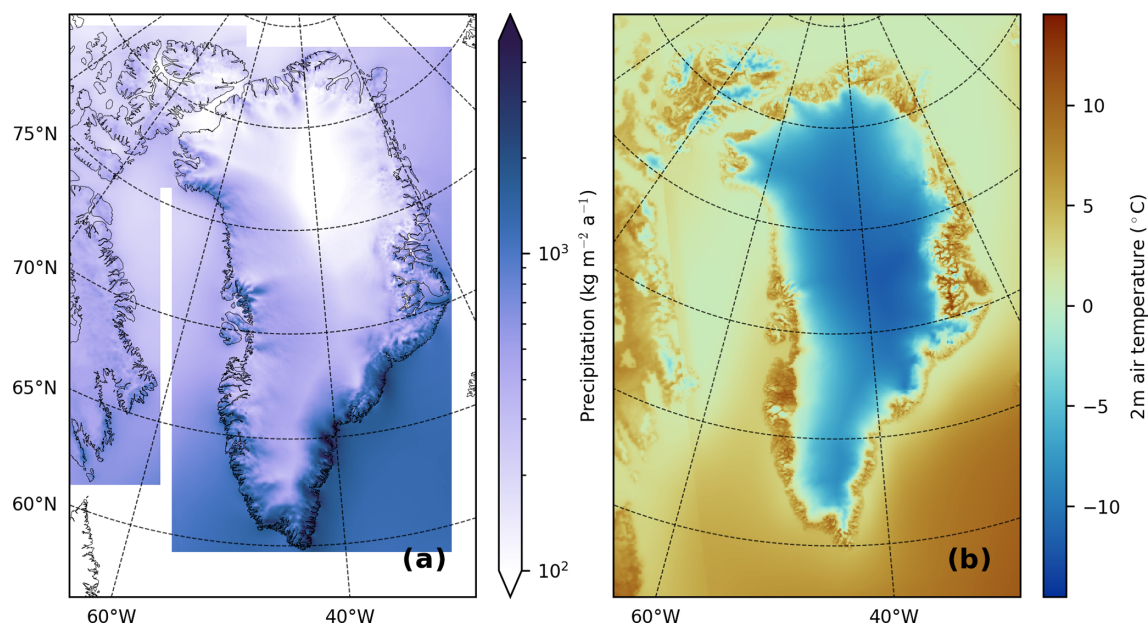 75°N
70°N
65°N
60°N
60°W
40°W
(a)
10³
10²
Precipitation (kg m⁻² a⁻¹)
60°W
40°W
(b)
10
5
0
−5
−10
2m air temperature (°C)